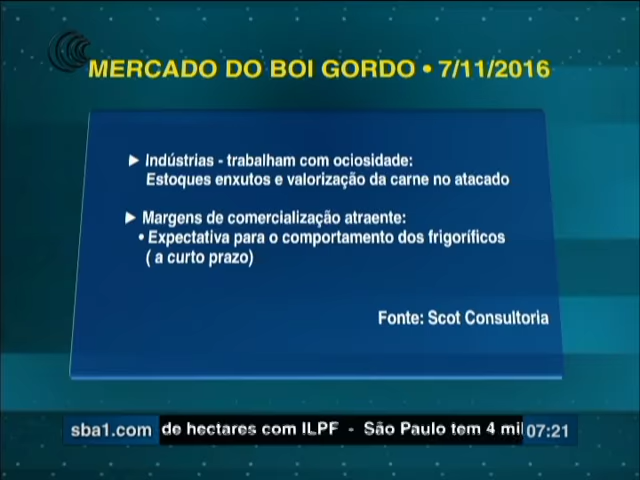 MERCADO DO BOI GORDO • 7/11/2016
► Indústrias - trabalham com ociosidade:
Estoques enxutos e valorização da carne no atacado
► Margens de comercialização atraente:
• Expectativa para o comportamento dos frigoríficos
( a curto prazo)
Fonte: Scot Consultoria
sba1.com de hectares com ILPF - São Paulo tem 4 mil 07:21